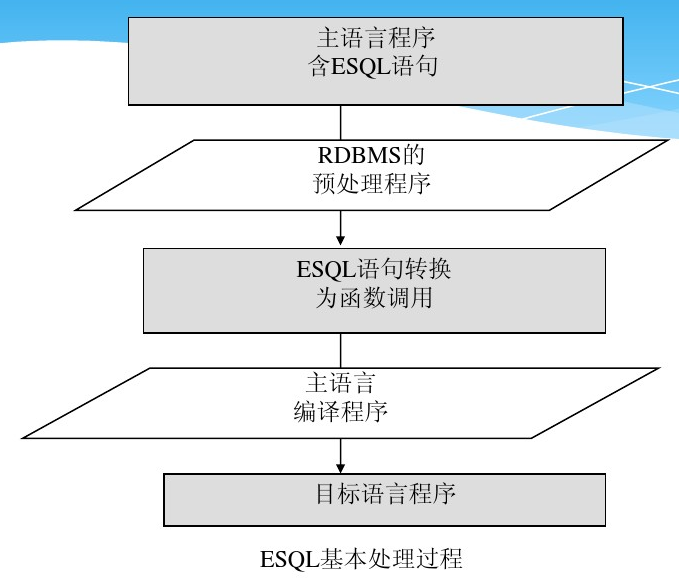 主语言程序
含ESQL语句
RDBMS的
预处理程序
ESQL语句转换
为函数调用
主语言
编译程序
目标语言程序
ESQL基本处理过程